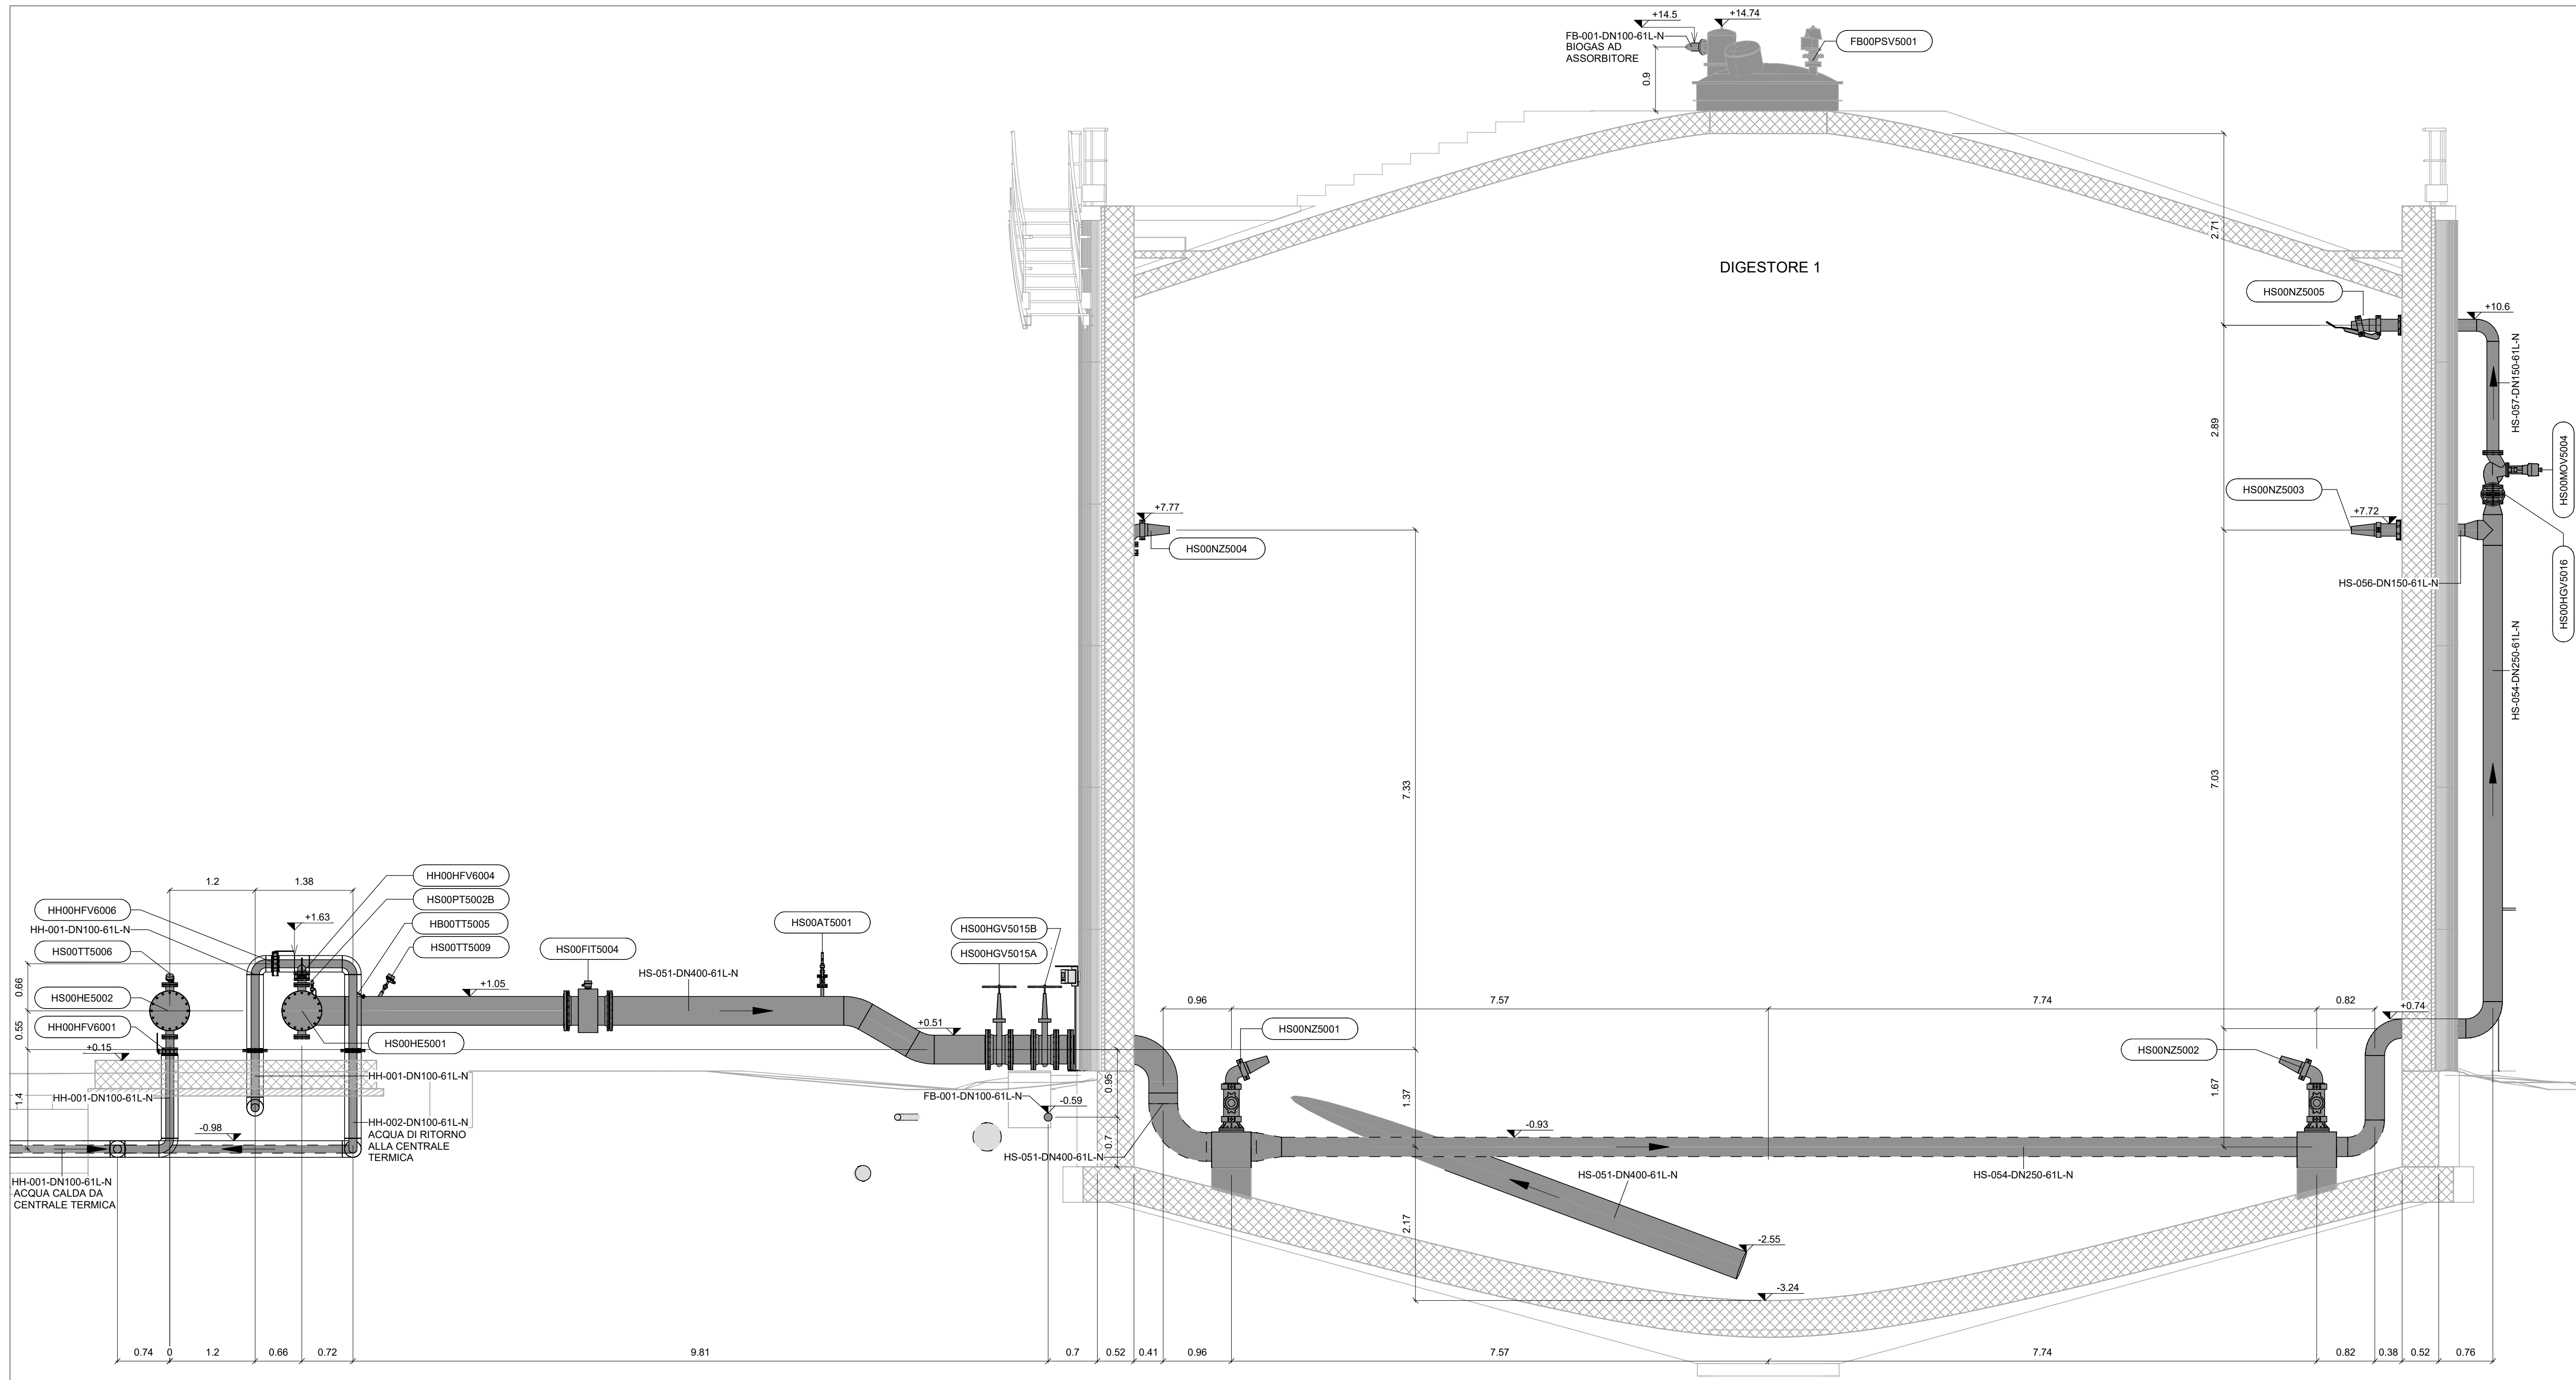 +14.5
+14.74
FB-001-DN100-61L-N
BIOGAS AD
ASSORBITORE
FB00PSV5001
0.9
2.71
DIGESTORE 1
HS00NZ5005
+10.6
HS-057-DN150-61L-N
2.89
HS00MOV5004
HS00NZ5003
+7.77
+7.72
HS00NZ5004
HS-056-DN150-61L-N
HS00HGV5016
HS-054-DN250-61L-N
7.33
7.03
1.2
1.38
HH00HFV6004
HS00PT5002B
HB00TT5005
HS00TT5009
HH00HFV6006
+1.63
HH-001-DN100-61L-N
HS00TT5006
HS00AT5001
HS00HGV5015B
HS00HGV5015A
HS00FIT5004
HS-051-DN400-61L-N
0.66
HS00HE5002
+1.05
0.96
7.57
7.74
0.82
+0.74
0.55
HH00HFV6001
+0.51
HS00NZ5001
HS00HE5001
+0.15
HS00NZ5002
HH-001-DN100-61L-N
0.95
1.4
HH-001-DN100-61L-N
FB-001-DN100-61L-N
-0.59
1.37
1.67
HH-002-DN100-61L-N
ACQUA DI RITORNO
ALLA CENTRALE
TERMICA
-0.98
-0.93
0.7
HS-051-DN400-61L-N
HS-051-DN400-61L-N
HS-054-DN250-61L-N
HH-001-DN100-61L-N
ACQUA CALDA DA
CENTRALE TERMICA
2.17
-2.55
-3.24
0.74
0
1.2
0.66
0.72
9.81
0.7
0.52
0.41
0.96
7.57
7.74
0.82
0.38
0.52
0.76